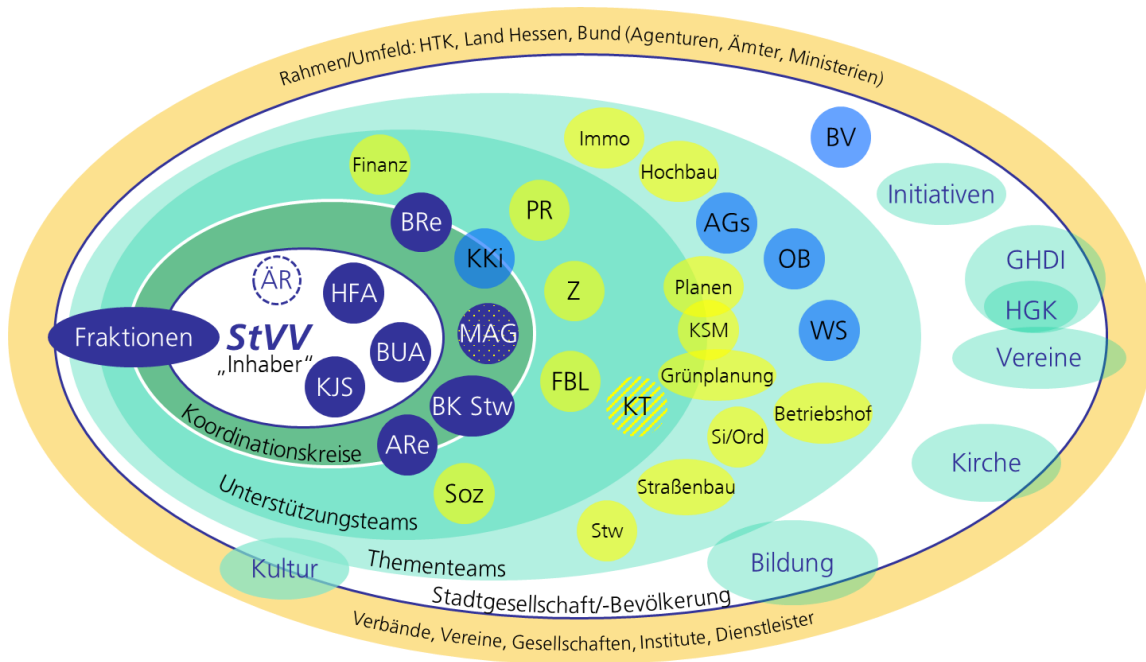 Rahmen/Umfeld: HTK, Land Hessen, Bund (Agenturen, Ämter, Ministerien)
BV
Immo
Hochbau
Finanz
Initiativen
PR
BRe
AGs
KKi
OB
GHDI
ÄR
HFA
Z
Planen
HGK
Fraktionen
StVV
„Inhaber“
MAG
KSM
WS
BUA
Vereine
KJS
FBL
Grünplanung
BK Stw
KT
Betriebshof
Koordinationskreise
ARe
Si/Ord
Kirche
Unterstützungsteams
Soz
Straßenbau
Stw
Thementeams
Kultur
Bildung
Stadtgesellschaft/-Bevölkerung
Verbände, Vereine, Gesellschaften, Institute, Dienstleister